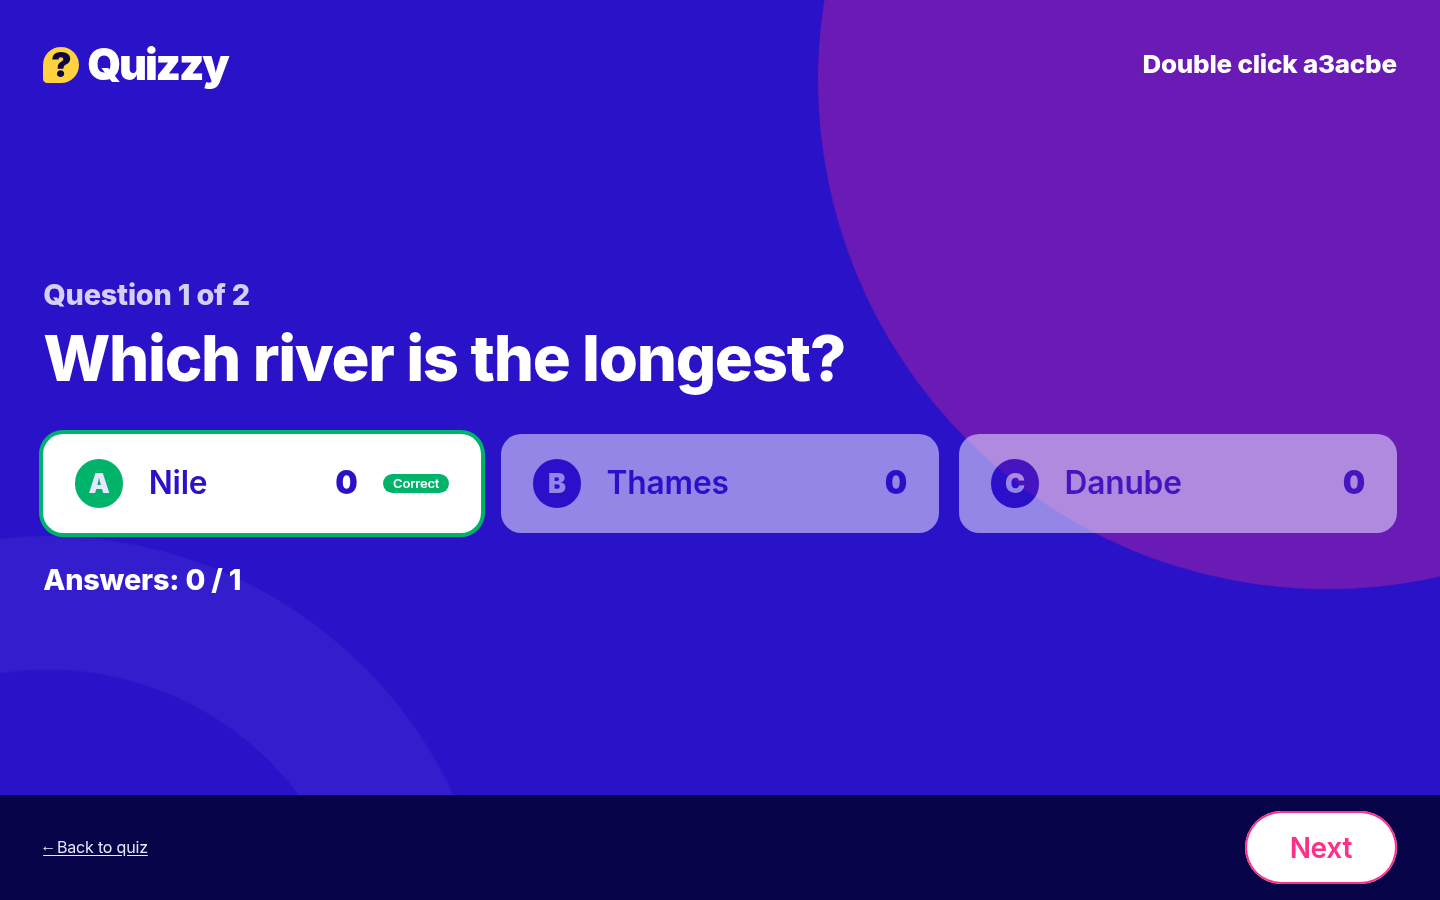 ? Quizzy
Double click a3acbe
Question 1 of 2
Which river is the longest?
A Nile 0 Correct
B Thames 0
C Danube 0
Answers: 0 / 1
←Back to quiz
Next